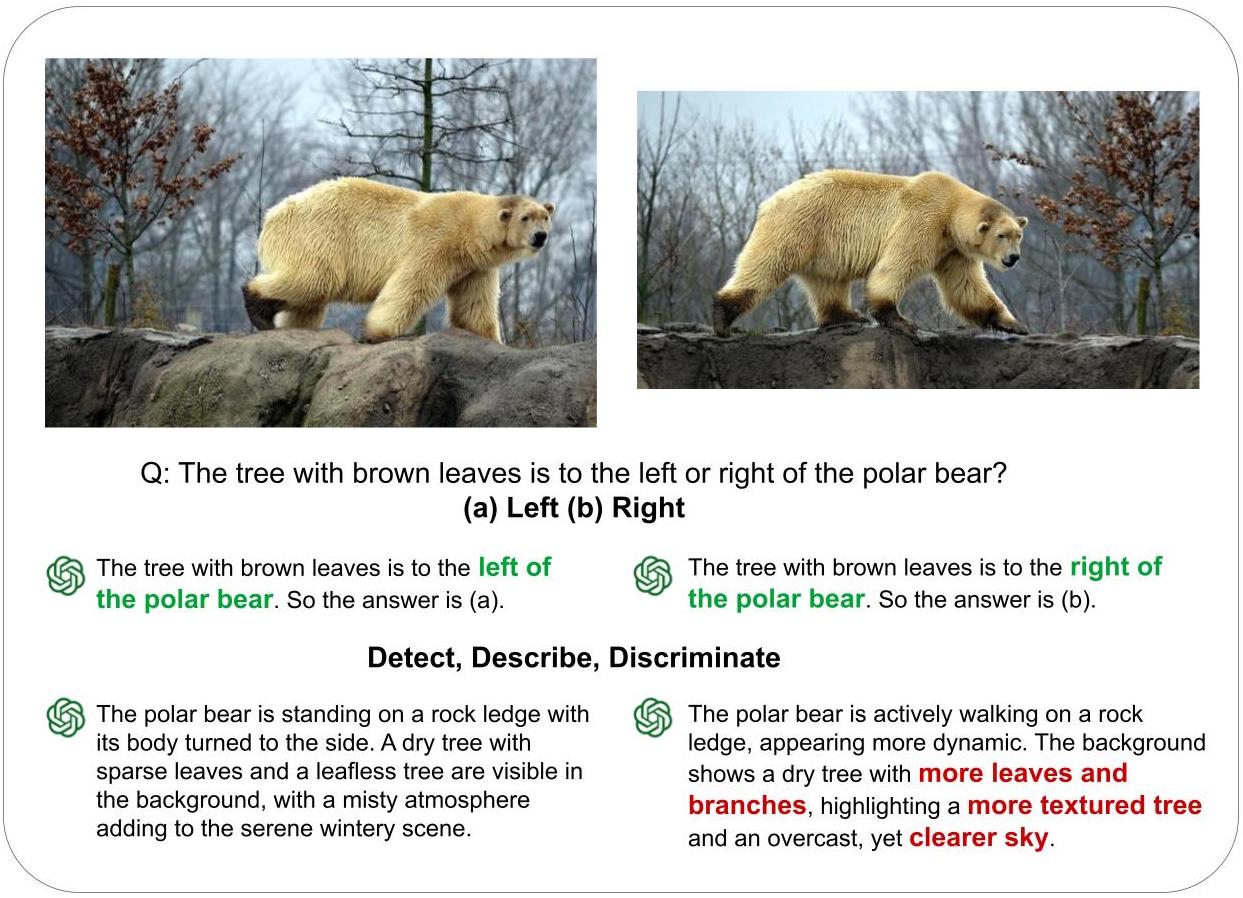 Q: The tree with brown leaves is to the left or right of the polar bear?
(a) Left (b) Right
The tree with brown leaves is to the left of
the polar bear. So the answer is (a).
The tree with brown leaves is to the right of
the polar bear. So the answer is (b).
Detect, Describe, Discriminate
The polar bear is standing on a rock ledge with
its body turned to the side. A dry tree with
sparse leaves and a leafless tree are visible in
the background, with a misty atmosphere
adding to the serene wintery scene.
The polar bear is actively walking on a rock
ledge, appearing more dynamic. The background
shows a dry tree with more leaves and
branches, highlighting a more textured tree
and an overcast, yet clearer sky.